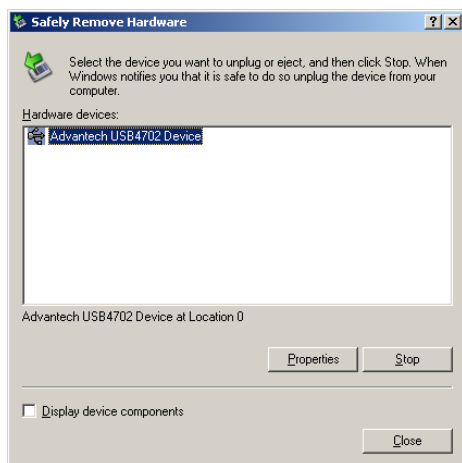 Safely Remove Hardware
Select the device you want to unplug or eject, and then click Stop. When
Windows notifies you that it is safe to do so unplug the device from your
computer.
Hardware devices:
Advantech USB4702 Device
Advantech USB4702 Device at Location 0
Properties Stop
Display device components
Close